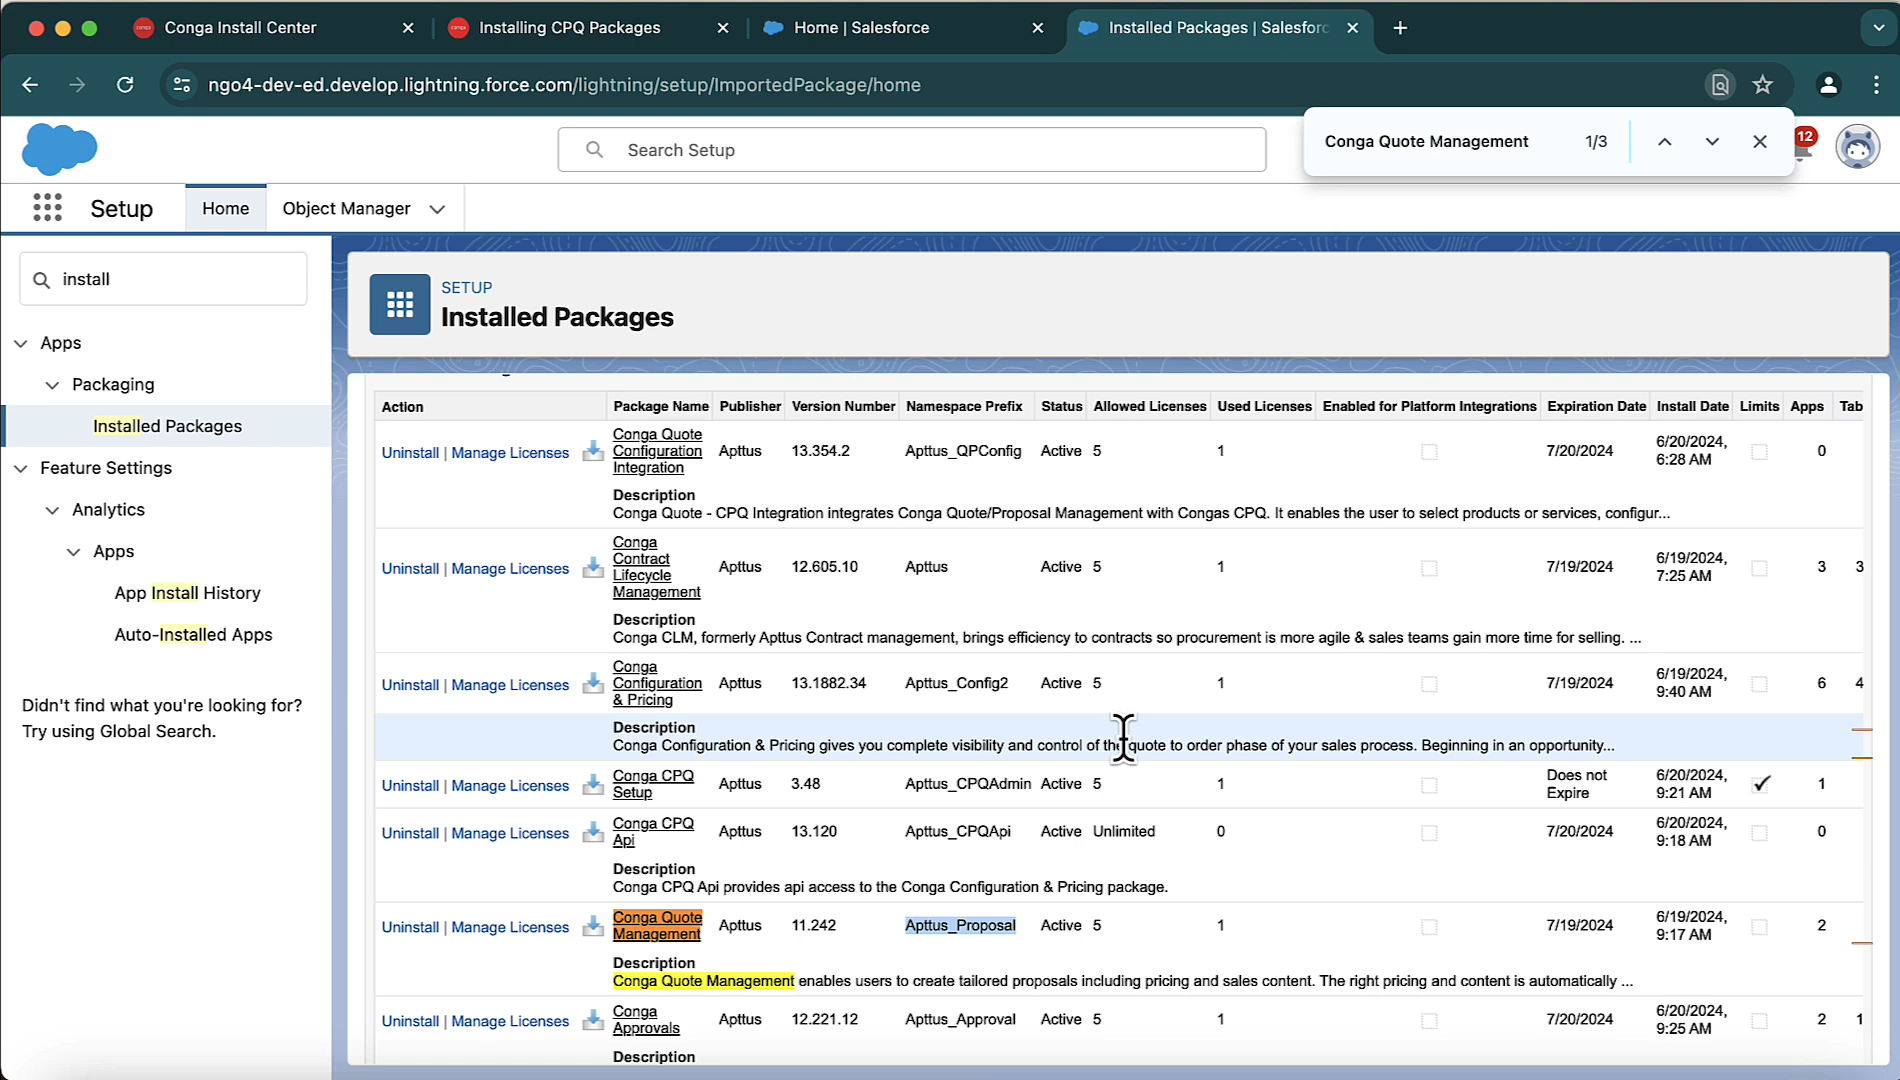 Conga Install Center
Installing CPQ Packages
Home | Salesforce
Installed Packages | Salesforc
ngo4-dev-ed.develop.lightning.force.com/lightning/setup/ImportedPackage/home
Conga Quote Management 1/3
12
Search Setup
Setup
Home
Object Manager
install
Apps
Packaging
Installed Packages
Feature Settings
Analytics
Apps
App Install History
Auto-Installed Apps
Didn't find what you're looking for?
Try using Global Search.
SETUP
Installed Packages
Action Package Name Publisher Version Number Namespace Prefix Status Allowed Licenses Used Licenses Enabled for Platform Integrations Expiration Date Install Date Limits Apps Tab
Uninstall | Manage Licenses Conga Quote Configuration Integration Apttus 13.354.2 Apttus_QPConfig Active 5 1 7/20/2024 6/20/2024, 6:28 AM 0
Description
Conga Quote - CPQ Integration integrates Conga Quote/Proposal Management with Congas CPQ. It enables the user to select products or services, configur...
Uninstall | Manage Licenses Conga Contract Lifecycle Management Apttus 12.605.10 Apttus Active 5 1 7/19/2024 6/19/2024, 7:25 AM 3 3
Description
Conga CLM, formerly Apttus Contract management, brings efficiency to contracts so procurement is more agile & sales teams gain more time for selling. ...
Uninstall | Manage Licenses Conga Configuration & Pricing Apttus 13.1882.34 Apttus_Config2 Active 5 1 7/19/2024 6/19/2024, 9:40 AM 6 4
Description
Conga Configuration & Pricing gives you complete visibility and control of the quote to order phase of your sales process. Beginning in an opportunity...
Uninstall | Manage Licenses Conga CPQ Setup Apttus 3.48 Apttus_CPQAdmin Active 5 1 Does not Expire 6/20/2024, 9:21 AM 1
Uninstall | Manage Licenses Conga CPQ Api Apttus 13.120 Apttus_CPQApi Active Unlimited 0 7/20/2024 6/20/2024, 9:18 AM 0
Description
Conga CPQ Api provides api access to the Conga Configuration & Pricing package.
Uninstall | Manage Licenses Conga Quote Management Apttus 11.242 Apttus_Proposal Active 5 1 7/19/2024 6/19/2024, 9:17 AM 2
Description
Conga Quote Management enables users to create tailored proposals including pricing and sales content. The right pricing and content is automatically ...
Uninstall | Manage Licenses Conga Approvals Apttus 12.221.12 Apttus_Approval Active 5 1 7/20/2024 6/20/2024, 9:25 AM 2 1
Description